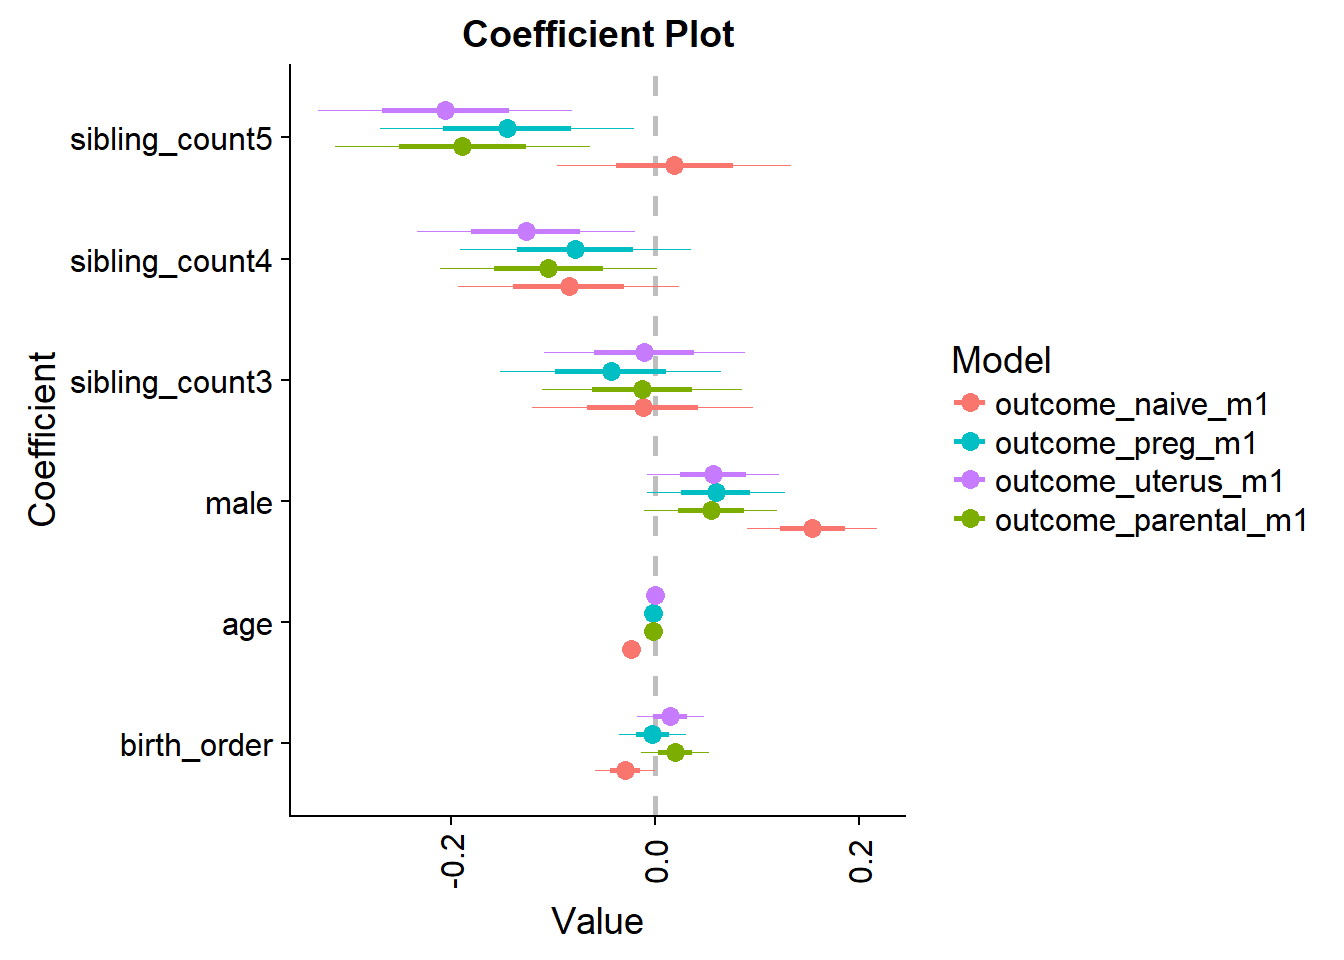 Coefficient Plot
sibling_count5
sibling_count4
sibling_count3
male
age
birth_order
Coefficient
-0.2
0.0
0.2
Value
Model
outcome_naive_m1
outcome_preg_m1
outcome_uterus_m1
outcome_parental_m1